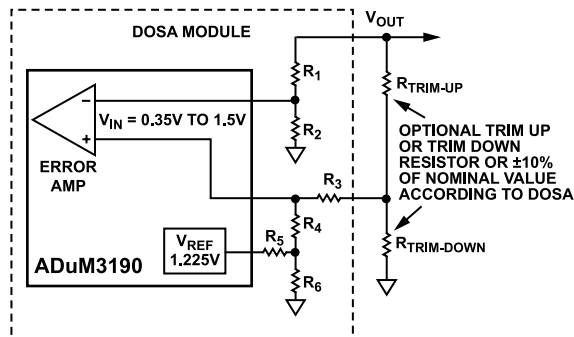 DOSA MODULE
VOUT
R1
RTRIM-UP
VIN = 0.35V TO 1.5V
R2
ERROR
AMP
OPTIONAL TRIM UP
OR TRIM DOWN
RESISTOR OR ±10%
OF NOMINAL VALUE
ACCORDING TO DOSA
R3
R4
VREF
1.225V
R5
RTRIM-DOWN
ADuM3190
R6